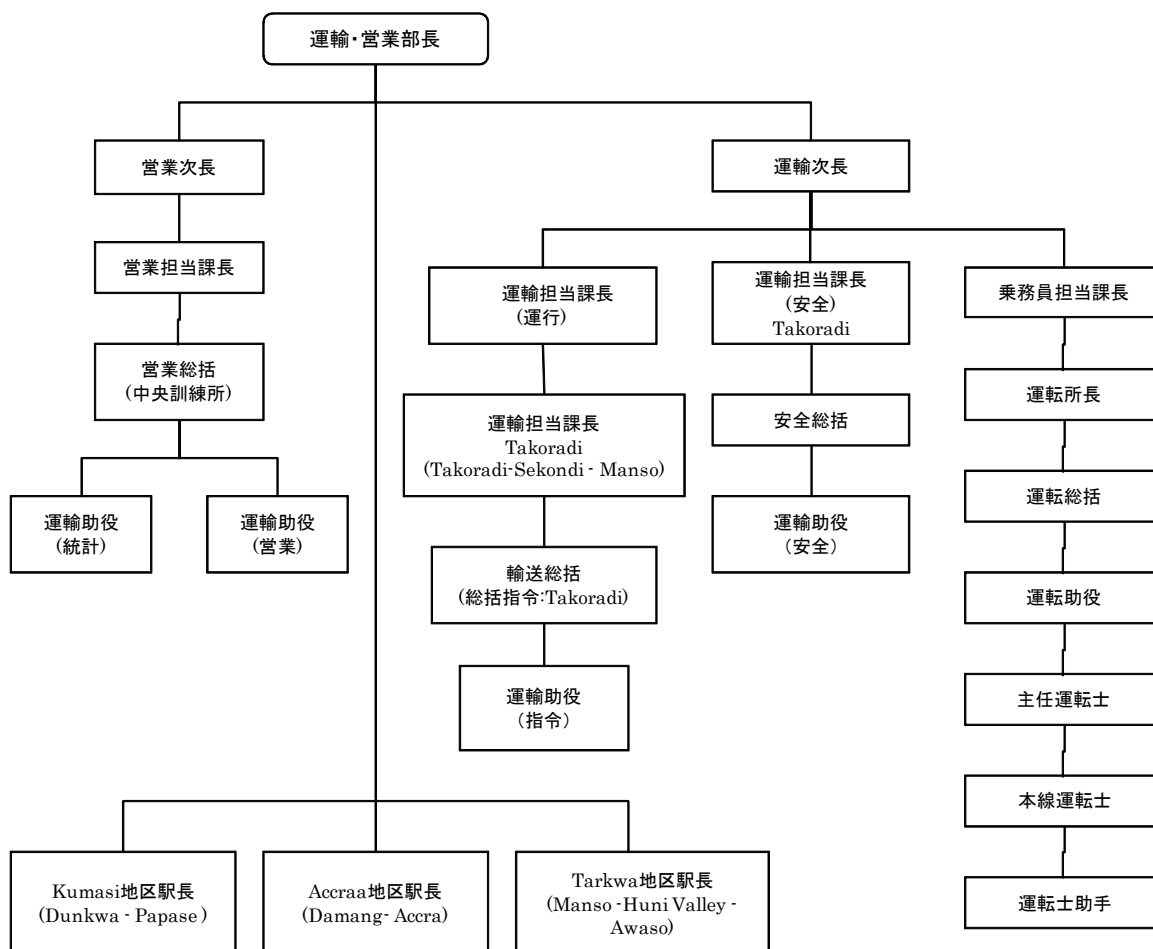 運輸・営業部長
営業次長
運輸次長
営業担当課長
運輸担当課長
(運行)
運輸担当課長
(安全)
Takoradi
乗務員担当課長
営業総括
(中央訓練所)
運輸担当課長
Takoradi
(Takoradi-Sekondi - Manso)
安全総括
運転所長
運輸助役
(統計)
運輸助役
(営業)
運輸助役
(安全）
運転総括
輸送総括
(総括指令:Takoradi)
運転助役
運輸助役
（指令）
主任運転士
本線運転士
運転士助手
Kumasi地区駅長
(Dunkwa - Papase )
Accraa地区駅長
(Damang- Accra)
Tarkwa地区駅長
(Manso -Huni Valley -
Awaso)